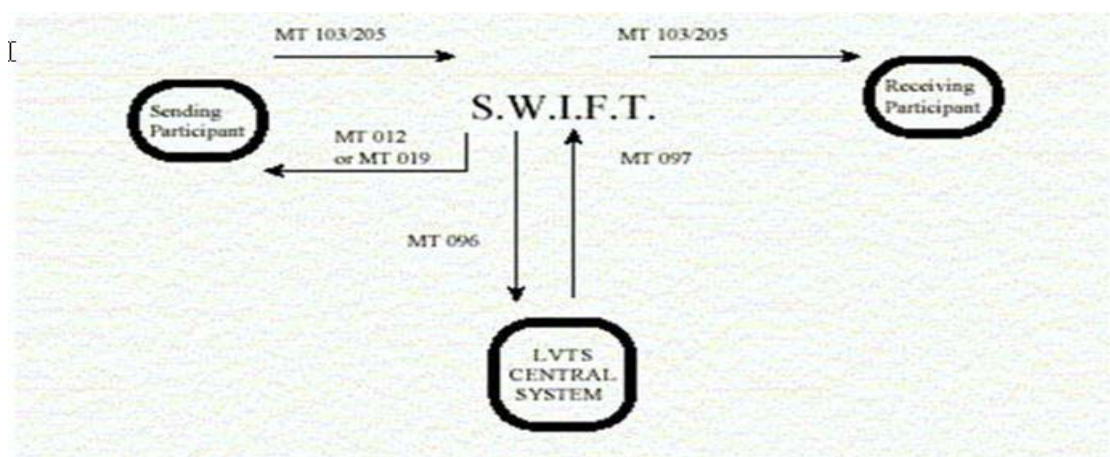 MT 103/205
MT 103/205
Sending
Participant
S.W.I.F.T.
Receiving
Participant
MT 012
or MT 019
MT 097
MT 096
LVTS
CENTRAL
SYSTEM